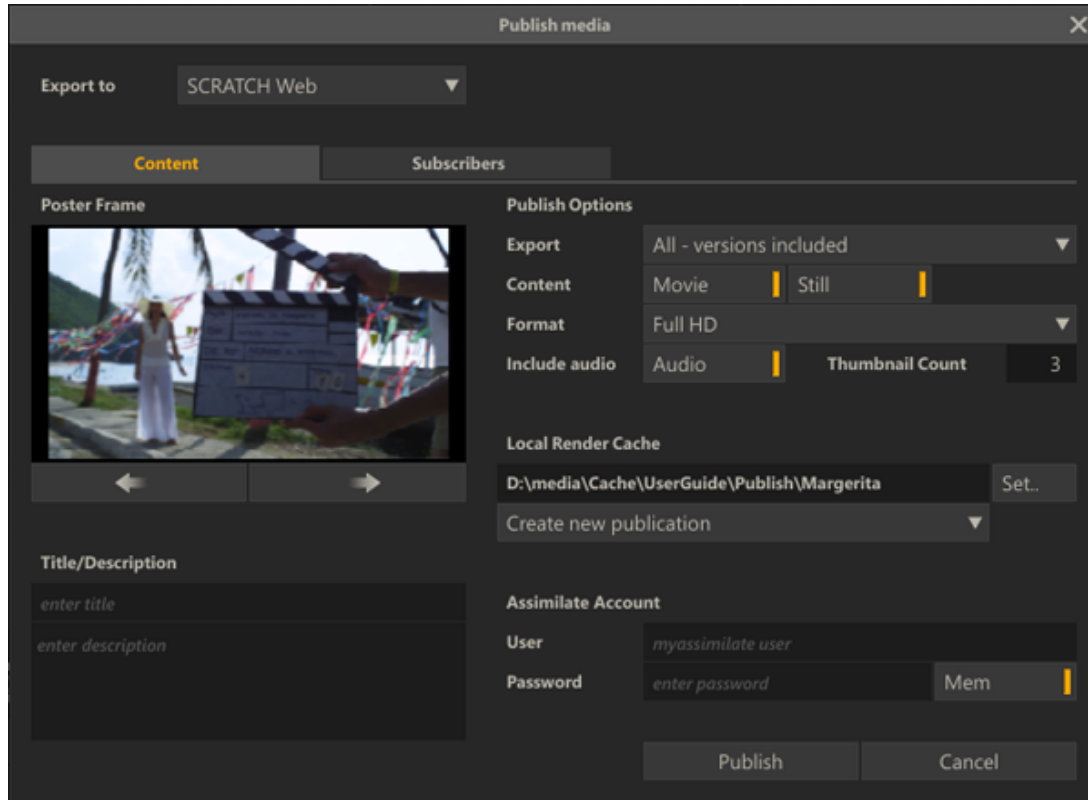 Publish media
Export to SCRATCH Web
Content Subscribers
Poster Frame
Title/Description
enter title
enter description
Publish Options
Export All - versions included
Content Movie Still
Format Full HD
Include audio Audio Thumbnail Count 3
Local Render Cache
D:\media\Cache\UserGuide\Publish\Margerita Set..
Create new publication
Assimilate Account
User myassimilate user
Password enter password Mem
Publish Cancel